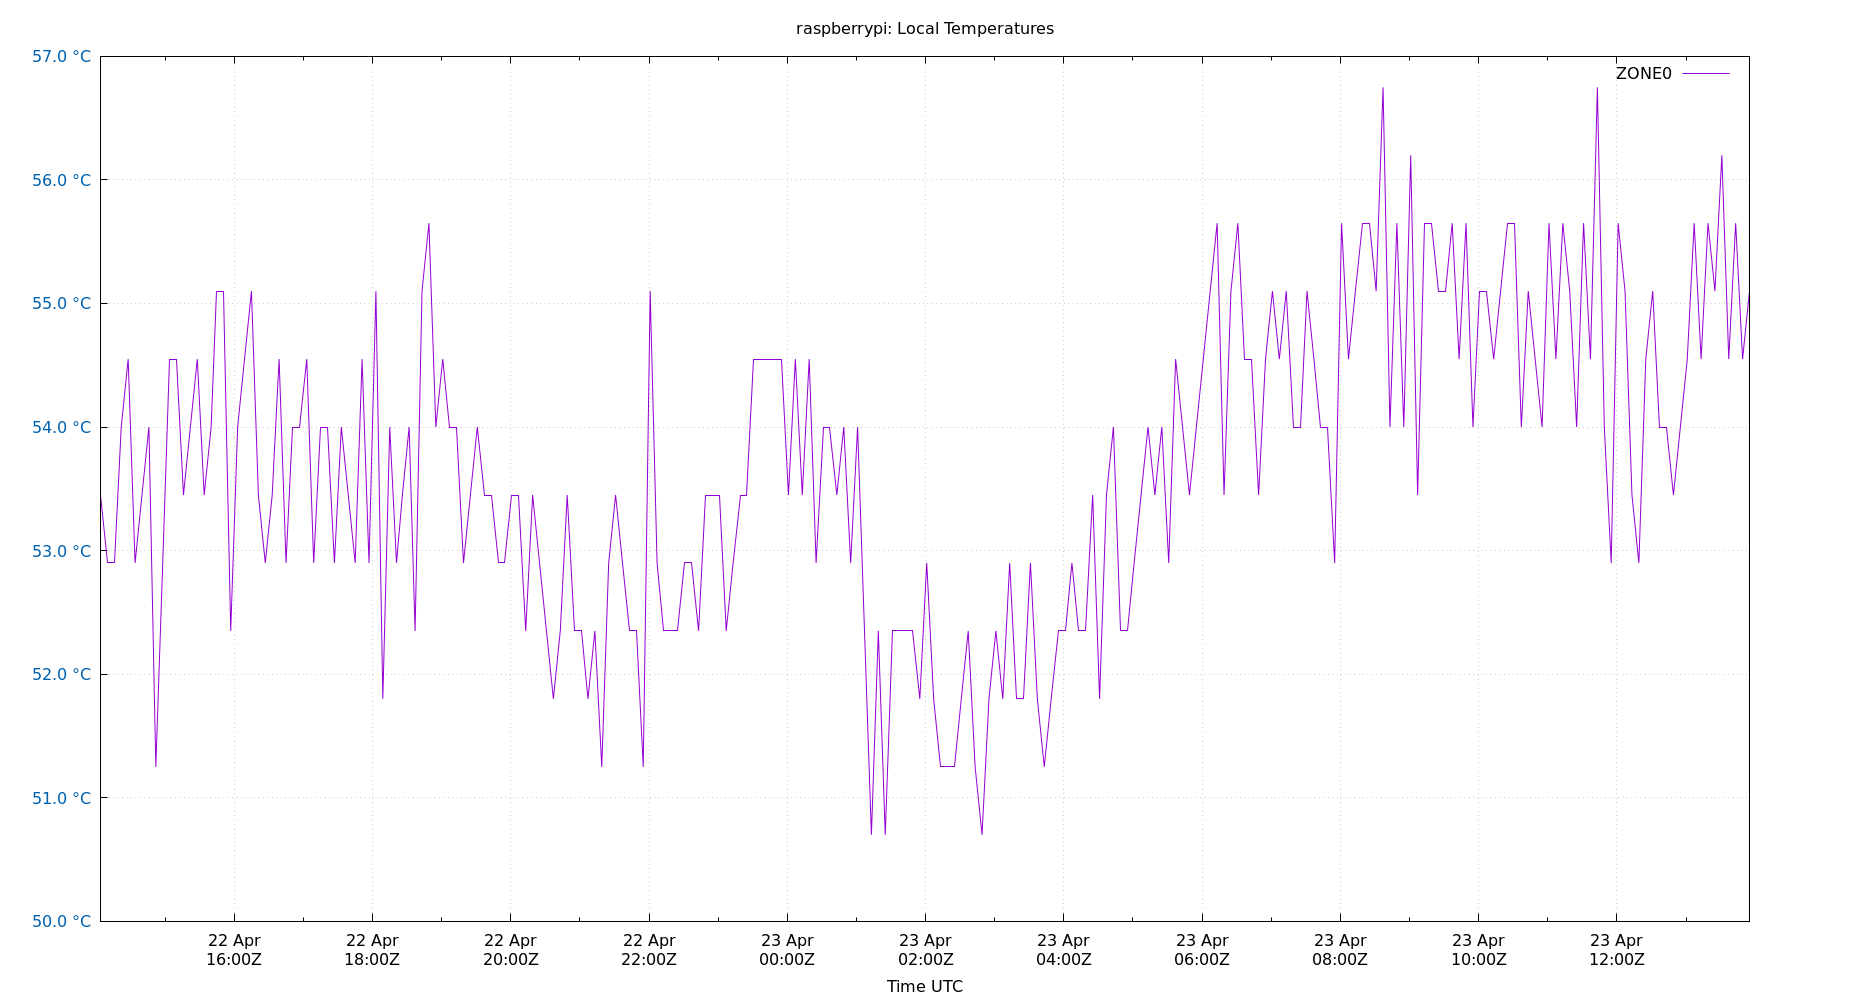 raspberrypi: Local Temperatures
57.0 °C
ZONE0
56.0 °C
55.0 °C
54.0 °C
53.0 °C
52.0 °C
51.0 °C
50.0 °C
22 Apr 22 Apr 22 Apr 22 Apr 23 Apr 23 Apr 23 Apr 23 Apr 23 Apr 23 Apr 23 Apr
16:00Z 18:00Z 20:00Z 22:00Z 00:00Z 02:00Z 04:00Z 06:00Z 08:00Z 10:00Z 12:00Z
Time UTC